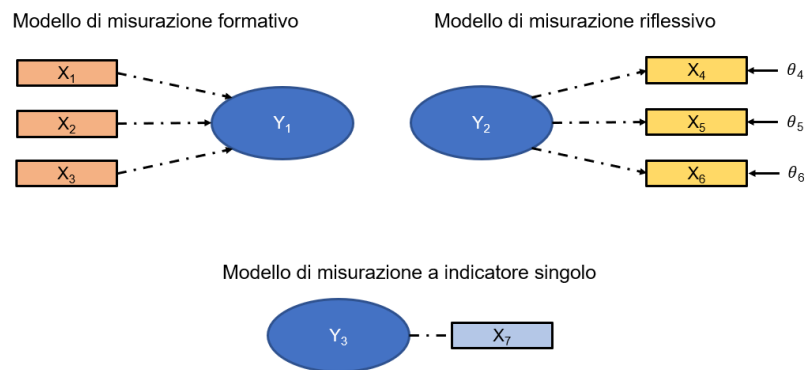 Modello di misurazione formativo
X₁
X₂
X₃
Y₁
Modello di misurazione riflessivo
Y₂
X₄
X₅
X₆
θ₄
θ₅
θ₆
Modello di misurazione a indicatore singolo
Y₃
X₇